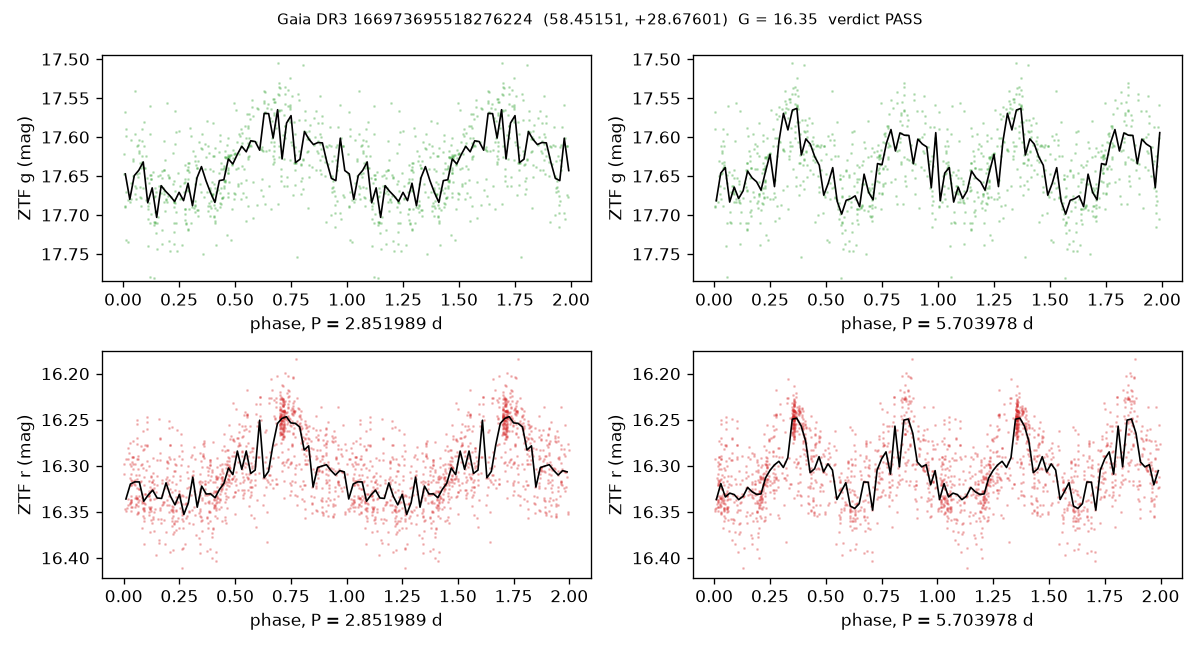 Gaia DR3 166973695518276224  (58.45151, +28.67601)  G = 16.35  verdict PASS
ZTF g (mag)
17.50
17.55
17.60
17.65
17.70
17.75
0.00 0.25 0.50 0.75 1.00 1.25 1.50 1.75 2.00
phase, P = 2.851989 d
ZTF g (mag)
17.50
17.55
17.60
17.65
17.70
17.75
0.00 0.25 0.50 0.75 1.00 1.25 1.50 1.75 2.00
phase, P = 5.703978 d
ZTF r (mag)
16.20
16.25
16.30
16.35
16.40
0.00 0.25 0.50 0.75 1.00 1.25 1.50 1.75 2.00
phase, P = 2.851989 d
ZTF r (mag)
16.20
16.25
16.30
16.35
16.40
0.00 0.25 0.50 0.75 1.00 1.25 1.50 1.75 2.00
phase, P = 5.703978 d